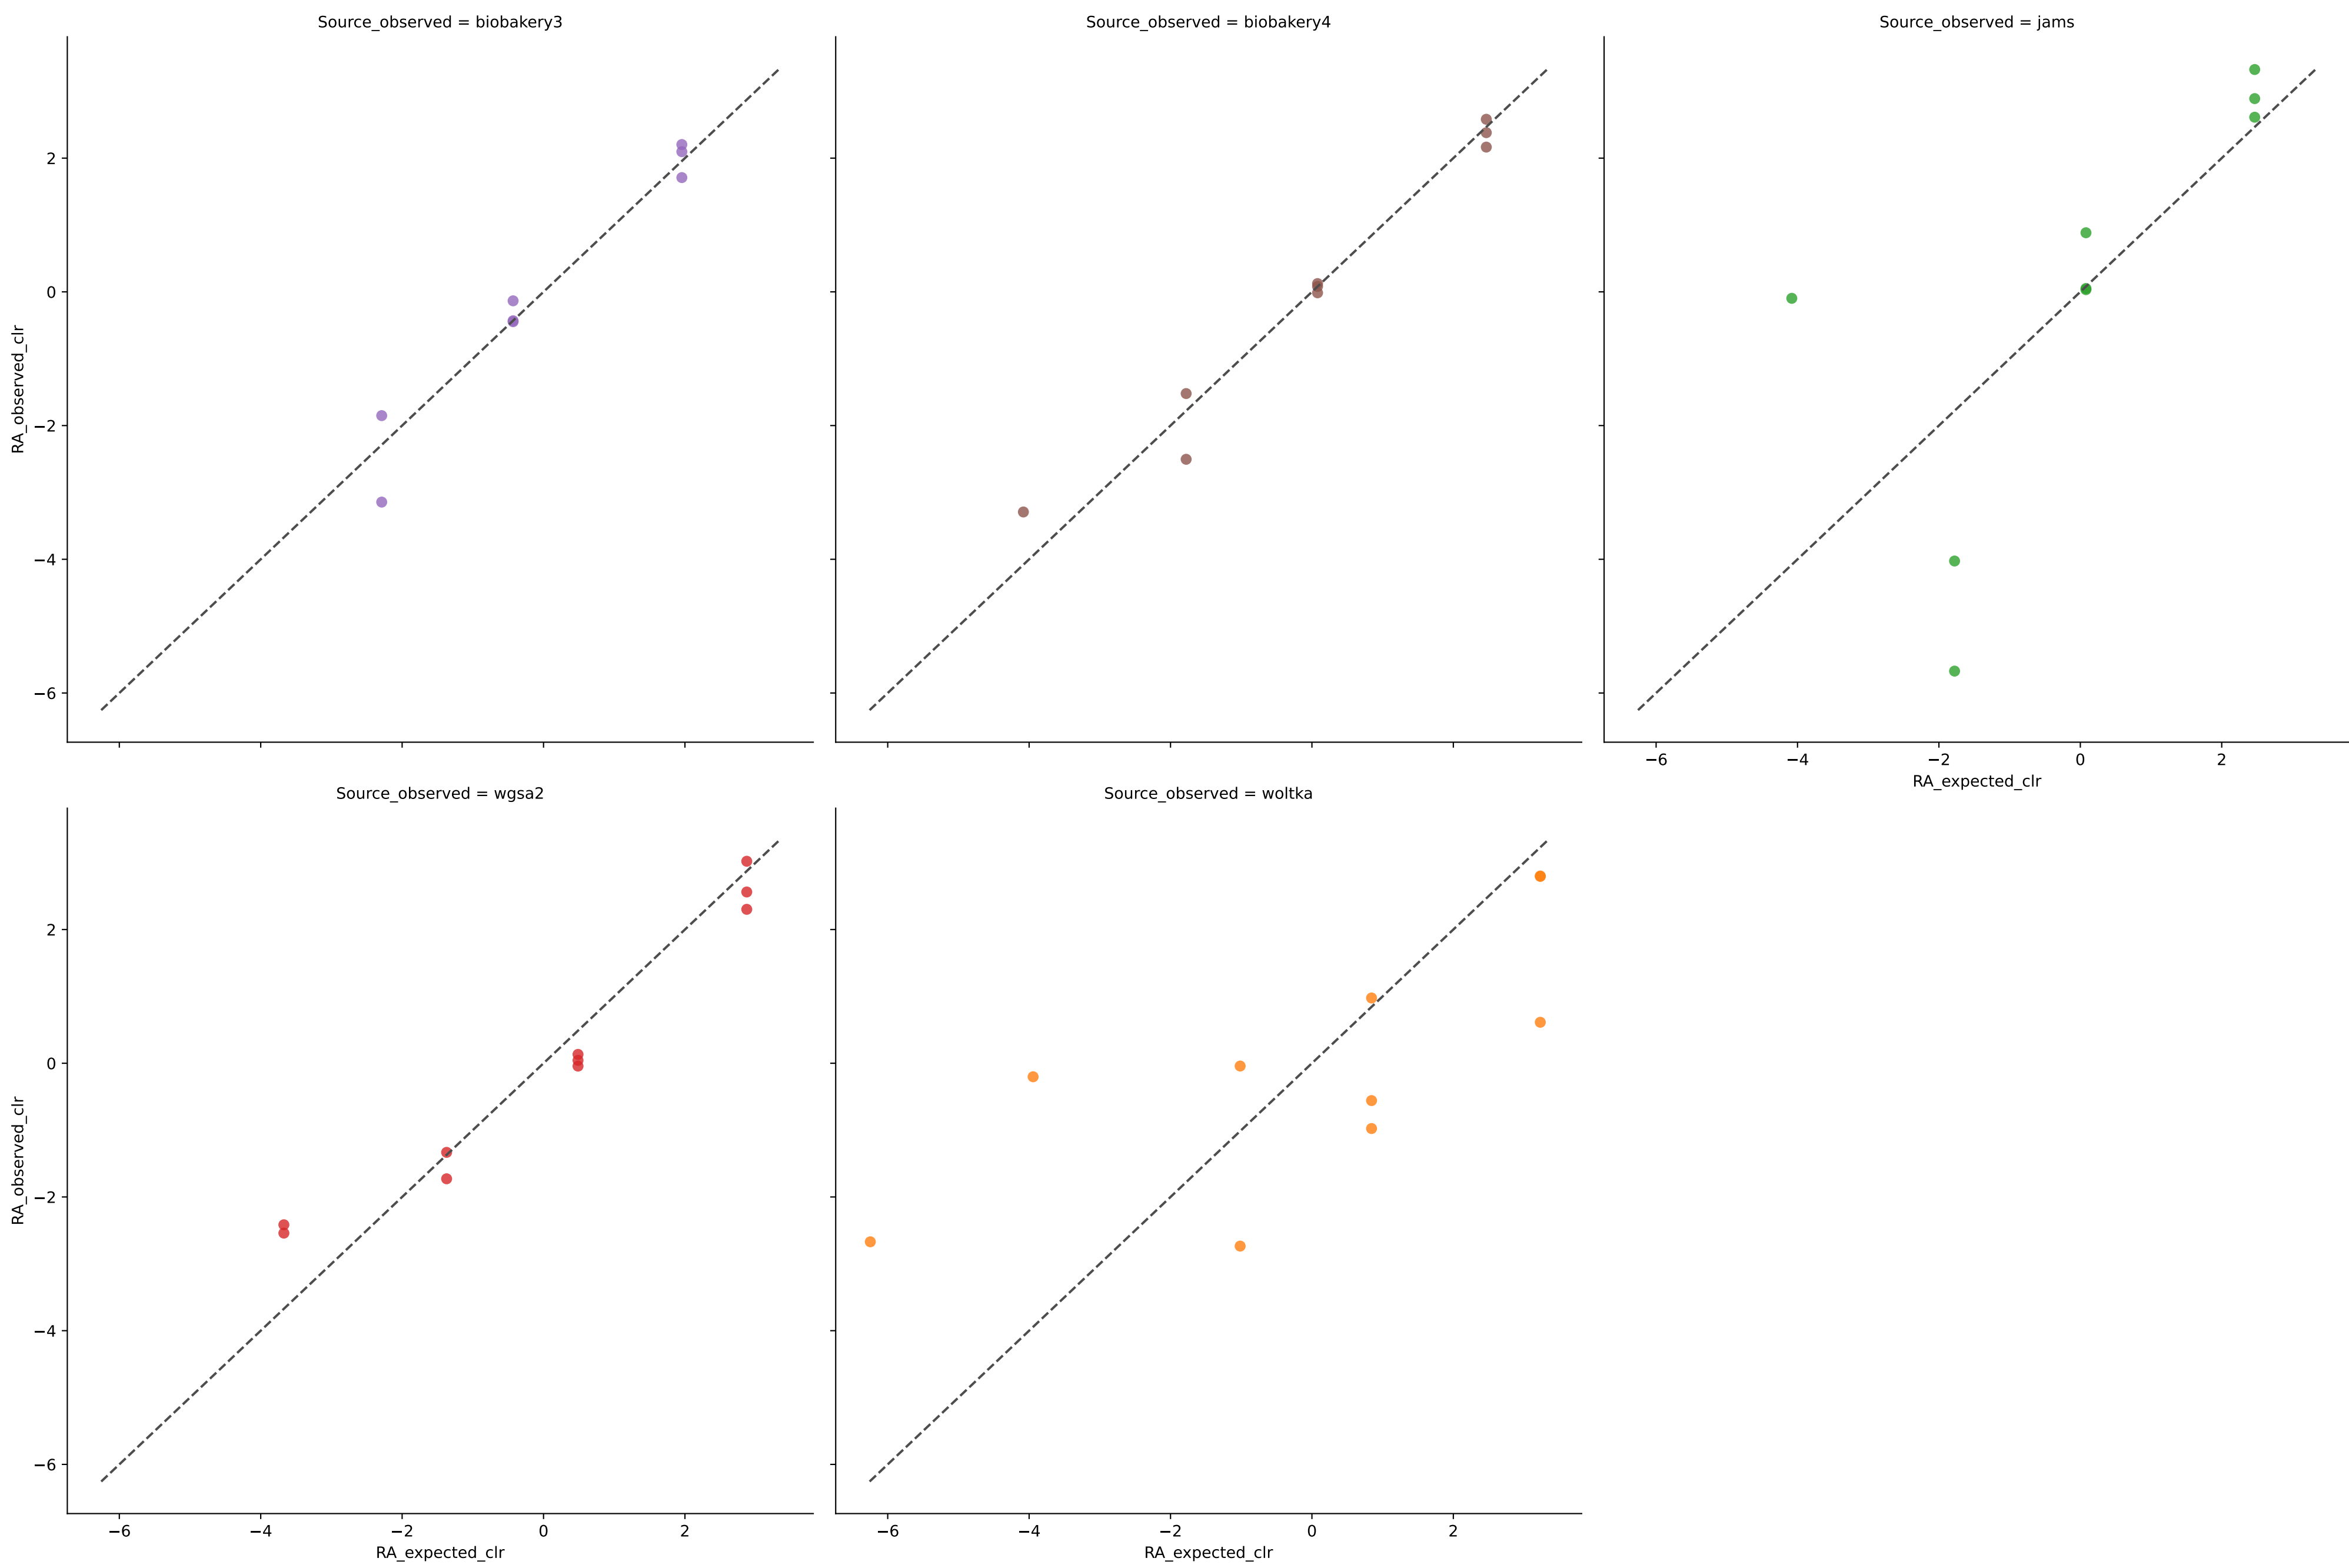 Source_observed = biobakery3
Source_observed = biobakery4
Source_observed = jams
2
0
−2
−4
−6
RA_observed_clr
−6 −4 −2 0 2
RA_expected_clr
Source_observed = wgsa2
Source_observed = woltka
2
0
−2
−4
−6
RA_observed_clr
−6 −4 −2 0 2
−6 −4 −2 0 2
RA_expected_clr
RA_expected_clr